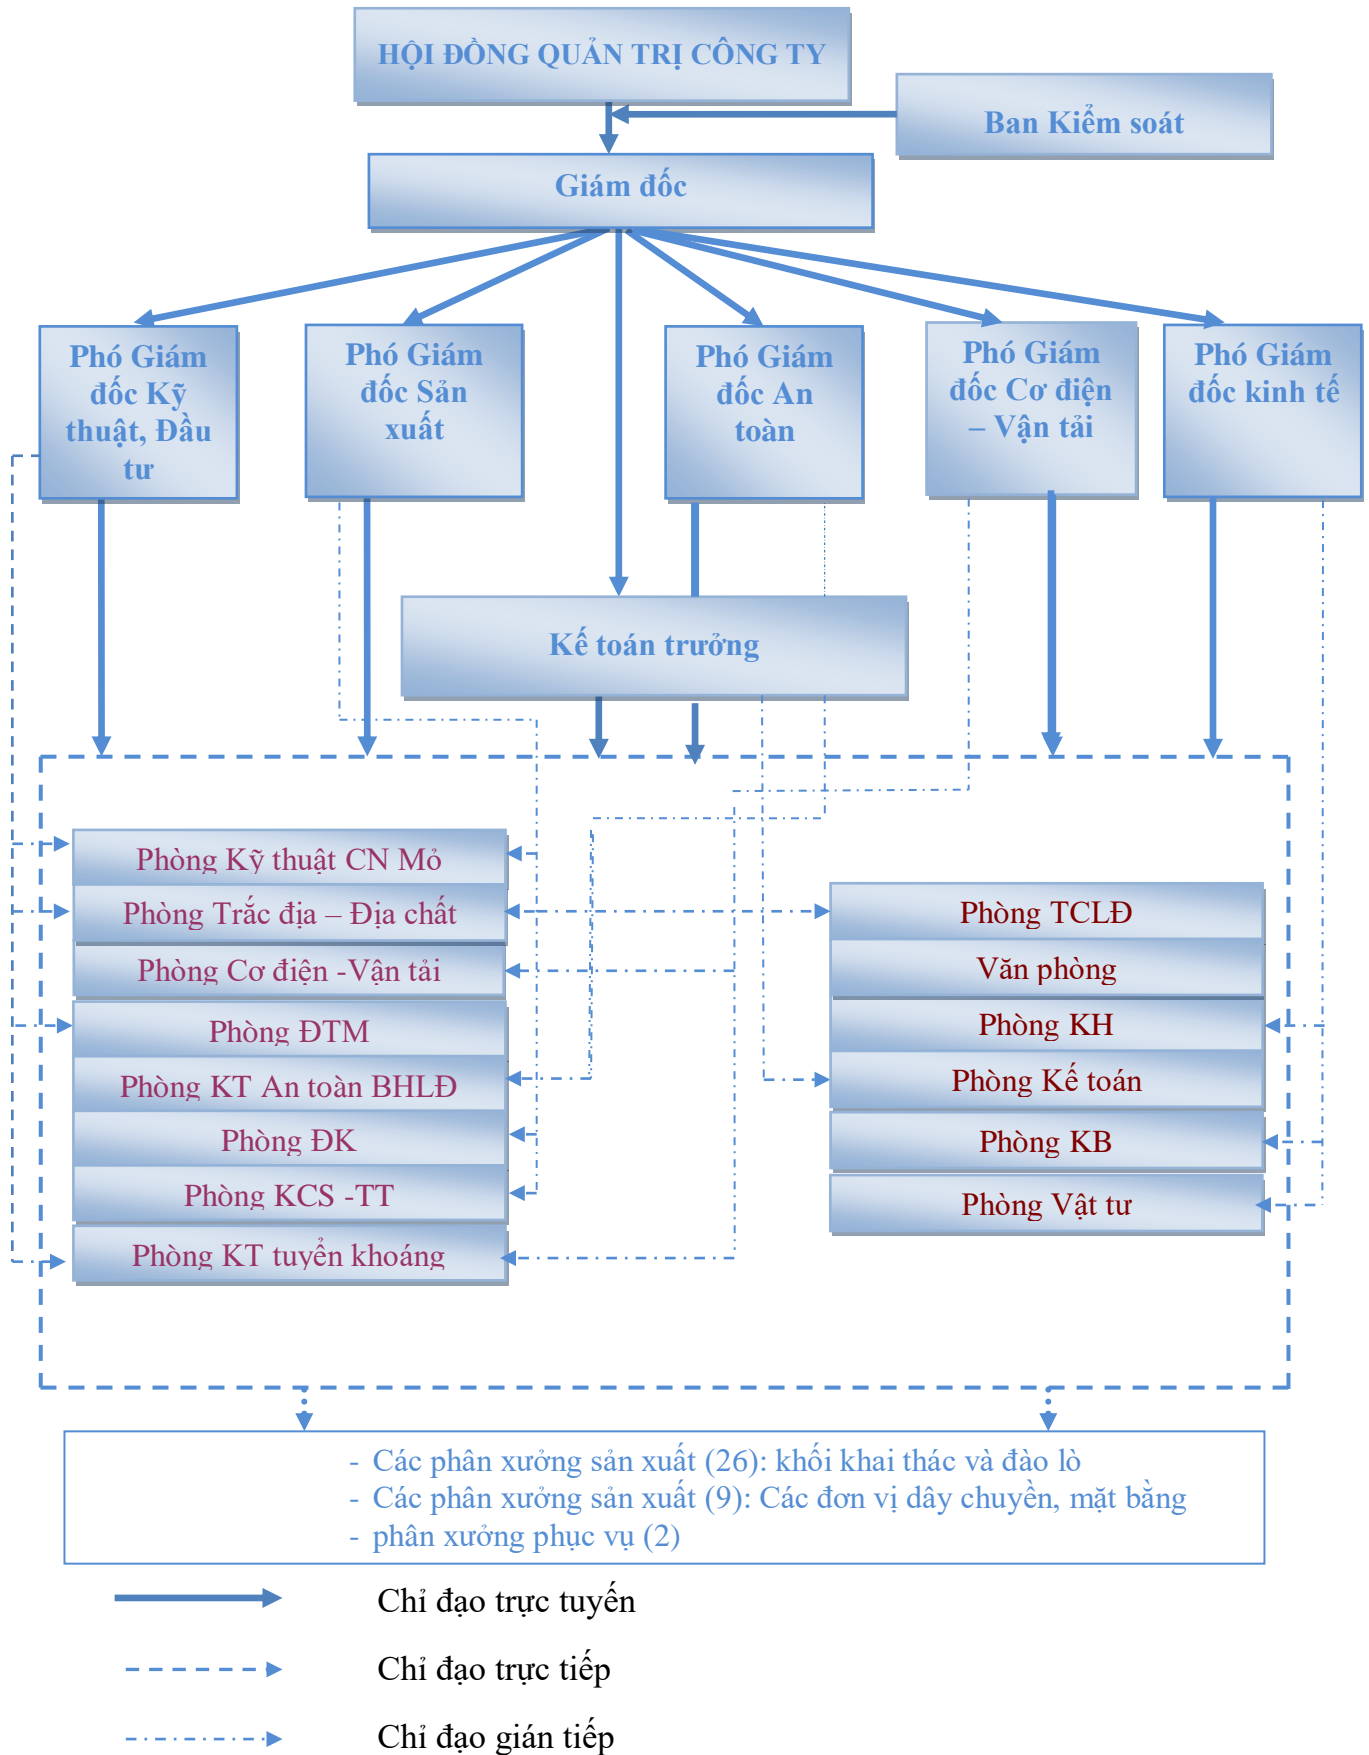 HỘI ĐỒNG QUẢN TRỊ CÔNG TY
Ban Kiểm soát
Giám đốc
Phó Giám
đốc Kỹ
thuật, Đầu
tư
Phó Giám
đốc Sản
xuất
Phó Giám
đốc An
toàn
Phó Giám
đốc Cơ điện
– Vận tải
Phó Giám
đốc kinh tế
Kế toán trưởng
Phòng Kỹ thuật CN Mỏ
Phòng Trắc địa – Địa chất
Phòng Cơ điện -Vận tải
Phòng ĐTM
Phòng KT An toàn BHLĐ
Phòng ĐK
Phòng KCS -TT
Phòng KT tuyển khoáng
Phòng TCLĐ
Văn phòng
Phòng KH
Phòng Kế toán
Phòng KB
Phòng Vật tư
- Các phân xưởng sản xuất (26): khối khai thác và đào lò
- Các phân xưởng sản xuất (9): Các đơn vị dây chuyền, mặt bằng
- phân xưởng phục vụ (2)
Chỉ đạo trực tuyến
Chỉ đạo trực tiếp
Chỉ đạo gián tiếp